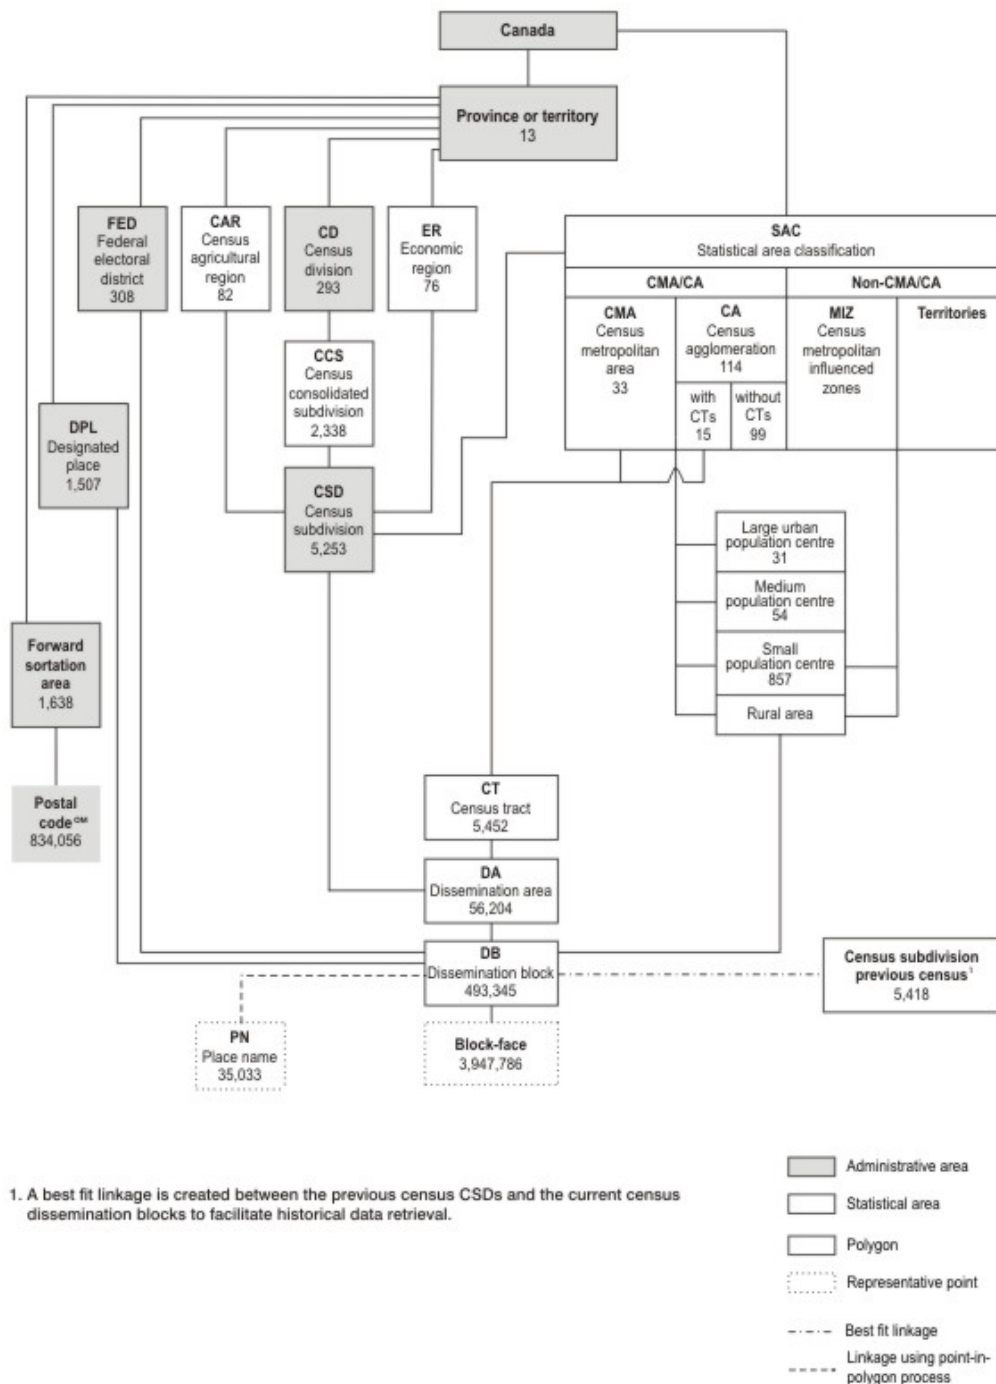 Canada
Province or territory
13
FED
Federal
electoral
district
308
CAR
Census
agricultural
region
82
CD
Census
division
293
ER
Economic
region
76
SAC
Statistical area classification
CMA/CA
Non-CMA/CA
CMA
Census
metropolitan
area
33
CA
Census
agglomeration
114
with
CTs
15
without
CTs
99
MIZ
Census
metropolitan
influenced
zones
Territories
CCS
Census
consolidated
subdivision
2,338
DPL
Designated
place
1,507
CSD
Census
subdivision
5,253
Large urban
population centre
31
Medium
population centre
54
Small
population centre
857
Rural area
Forward
sortation
area
1,638
Postal
code OM
834,056
CT
Census tract
5,452
DA
Dissemination area
56,204
DB
Dissemination block
493,345
Census subdivision
previous census¹
5,418
PN
Place name
35,033
Block-face
3,947,786
1. A best fit linkage is created between the previous census CSDs and the current census
dissemination blocks to facilitate historical data retrieval.
Administrative area
Statistical area
Polygon
Representative point
Best fit linkage
Linkage using point-in-
polygon process